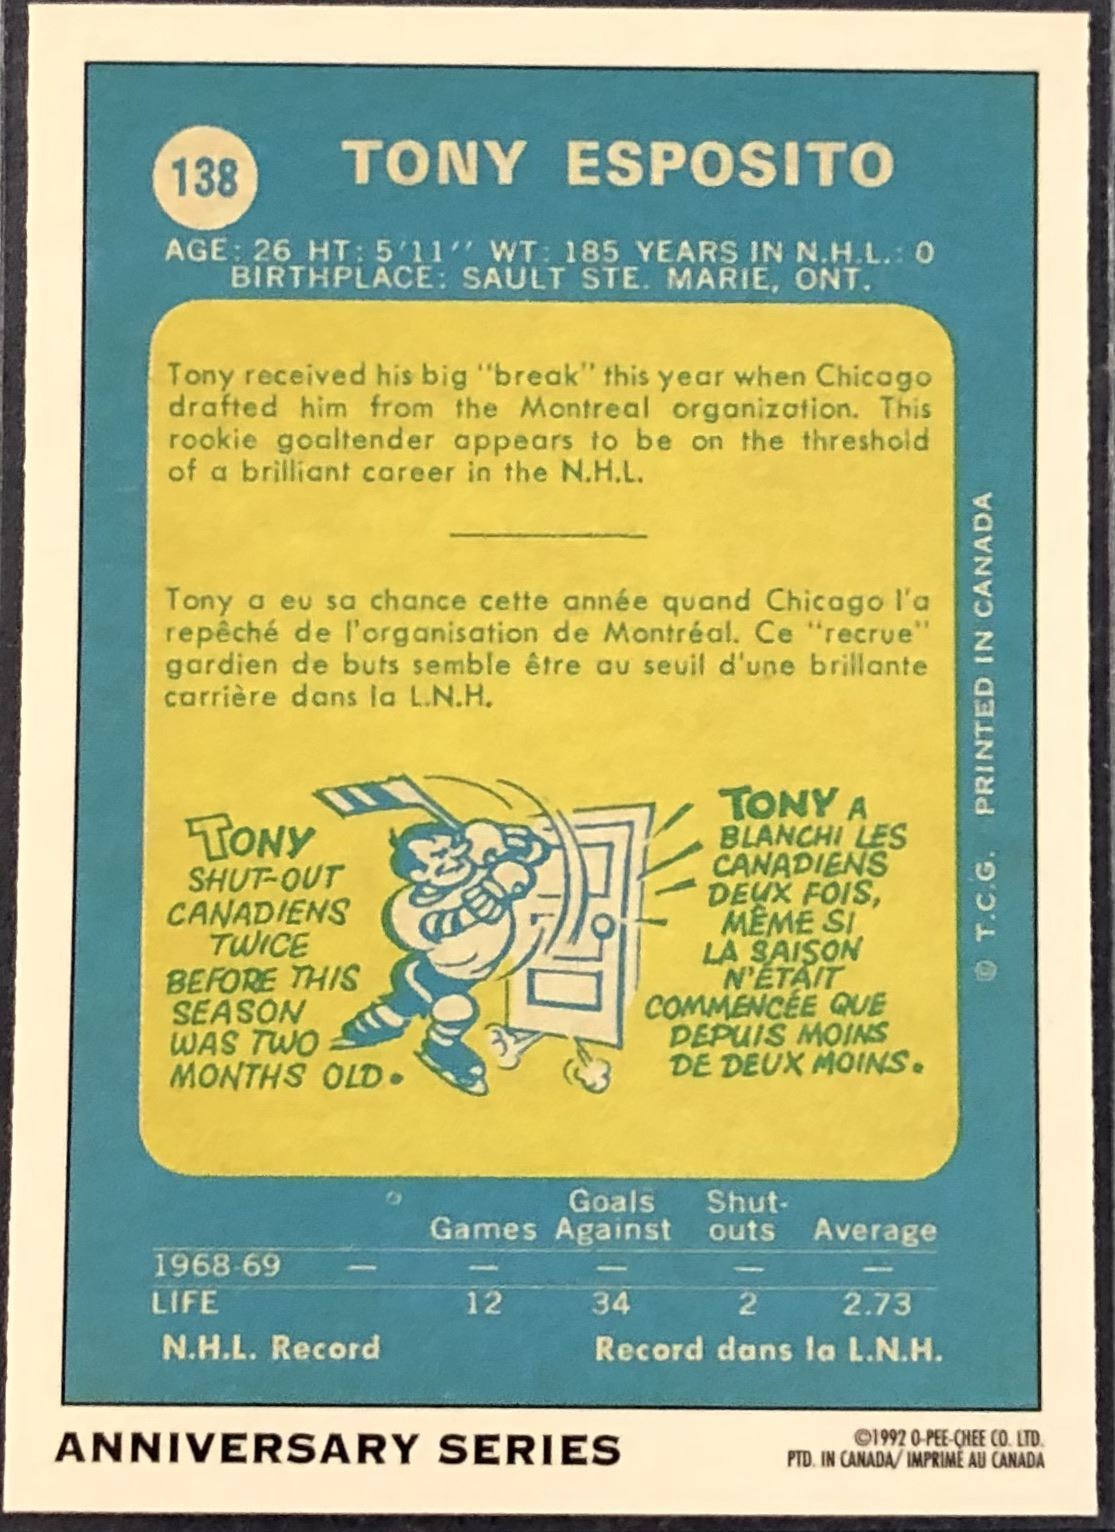 138
TONY ESPOSITO
AGE: 26 HT: 5'11'' WT: 185 YEARS IN N.H.L.: 0
BIRTHPLACE: SAULT STE. MARIE, ONT.
Tony received his big "break" this year when Chicago
drafted him from the Montreal organization. This
rookie goaltender appears to be on the threshold
of a brilliant career in the N.H.L.
Tony a eu sa chance cette année quand Chicago l'a
repêché de l'organisation de Montréal. Ce "recrue"
gardien de buts semble être au seuil d'une brillante
carrière dans la L.N.H.
TONY
SHUT-OUT
CANADIENS
TWICE
BEFORE THIS
SEASON
WAS TWO
MONTHS OLD.
TONY A
BLANCHI LES
CANADIENS
DEUX FOIS,
MÊME SI
LA SAISON
N'ÉTAIT
COMMENCÉE QUE
DEPUIS MOINS
DE DEUX MOINS.
© T.C.G. PRINTED IN CANADA
Goals Shut-
Games Against outs Average
1968-69 — — — — —
LIFE 12 34 2 2.73
N.H.L. Record Record dans la L.N.H.
ANNIVERSARY SERIES
©1992 O-PEE-CHEE CO. LTD.
PTD. IN CANADA/ IMPRIMÉ AU CANADA